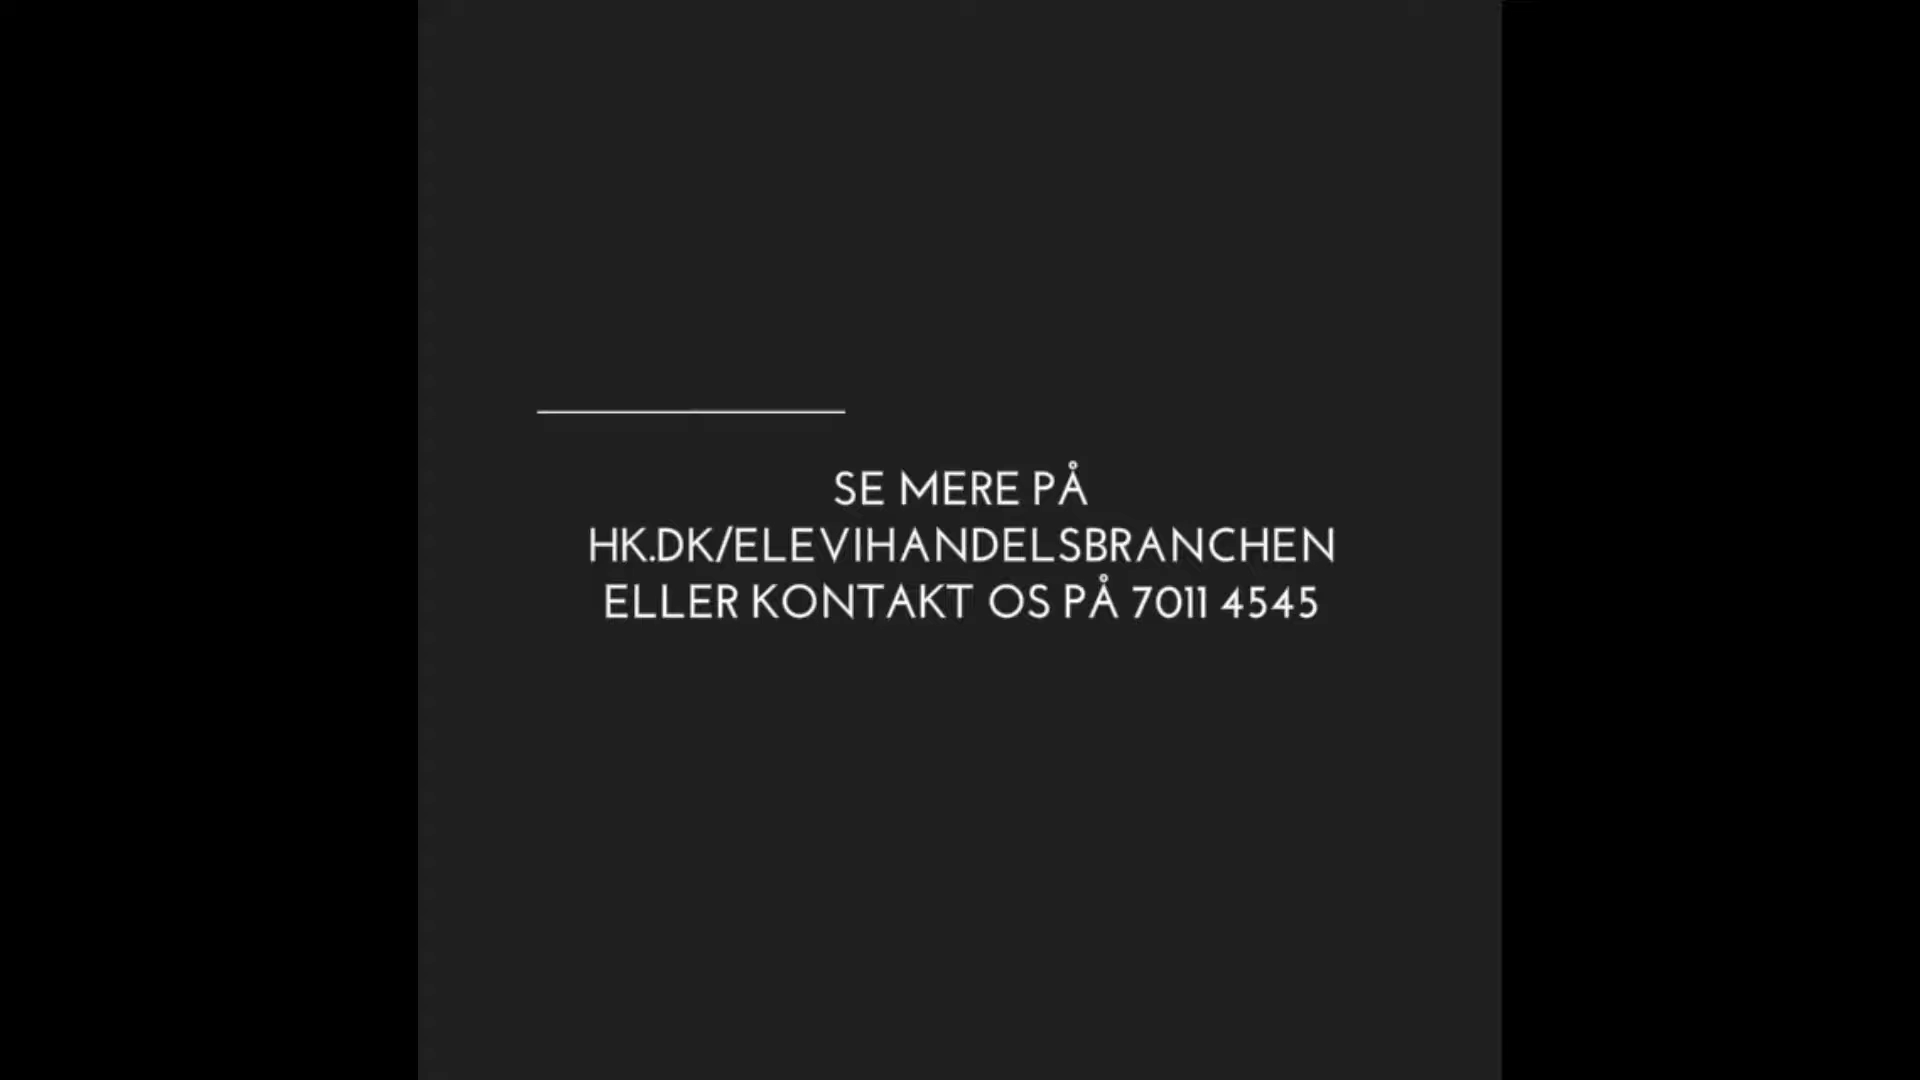 SE MERE PÅ
HK.DK/ELEVIHANDELSBRANCHEN
ELLER KONTAKT OS PÅ 7011 4545